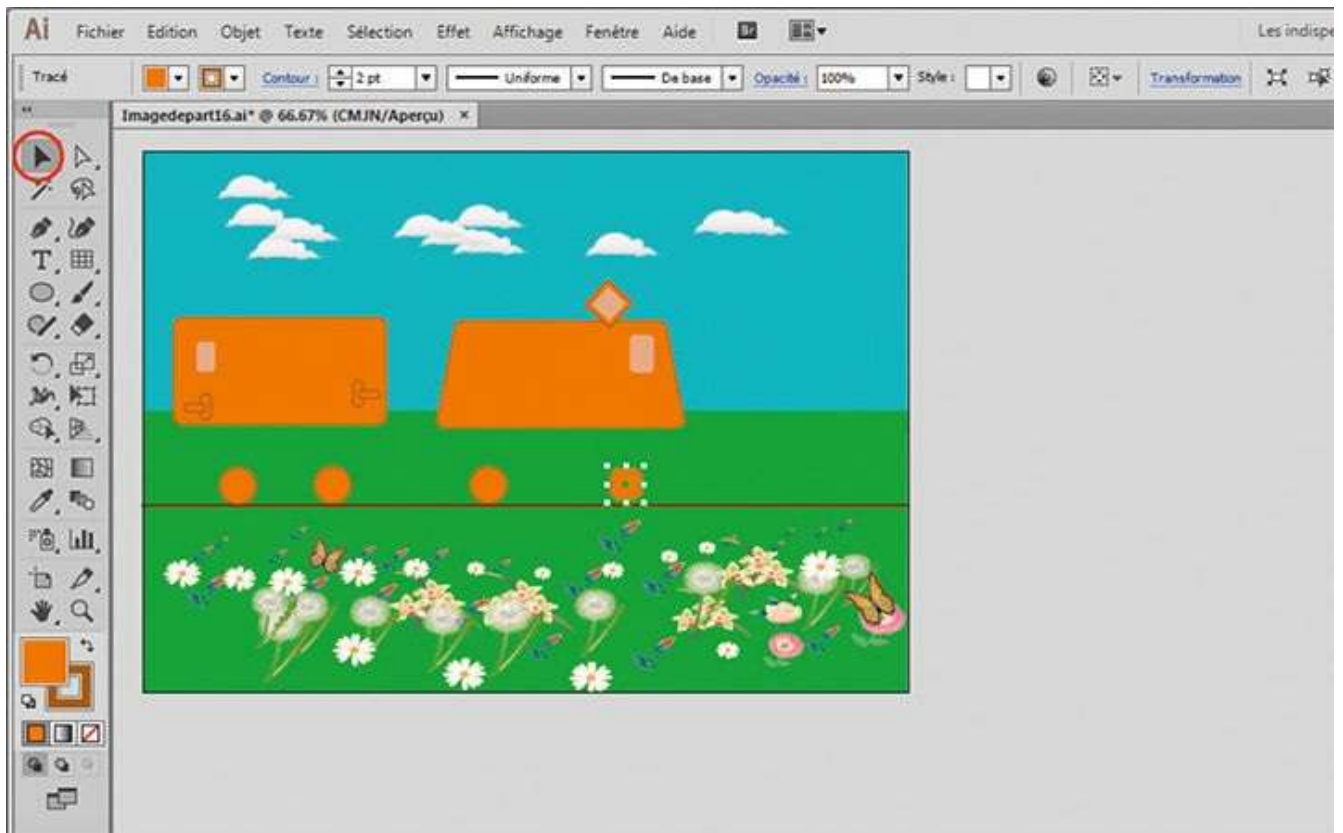 Ai Fichier Edition Objet Texte Sélection Effet Affichage Fenêtre Aide Br Les indispe
Tracé Contour : 2 pt Uniforme De base Opacité : 100% Style : Transformation
Imagedepart16.ai* @ 66.67% (CMJN/Aperçu) ×
T